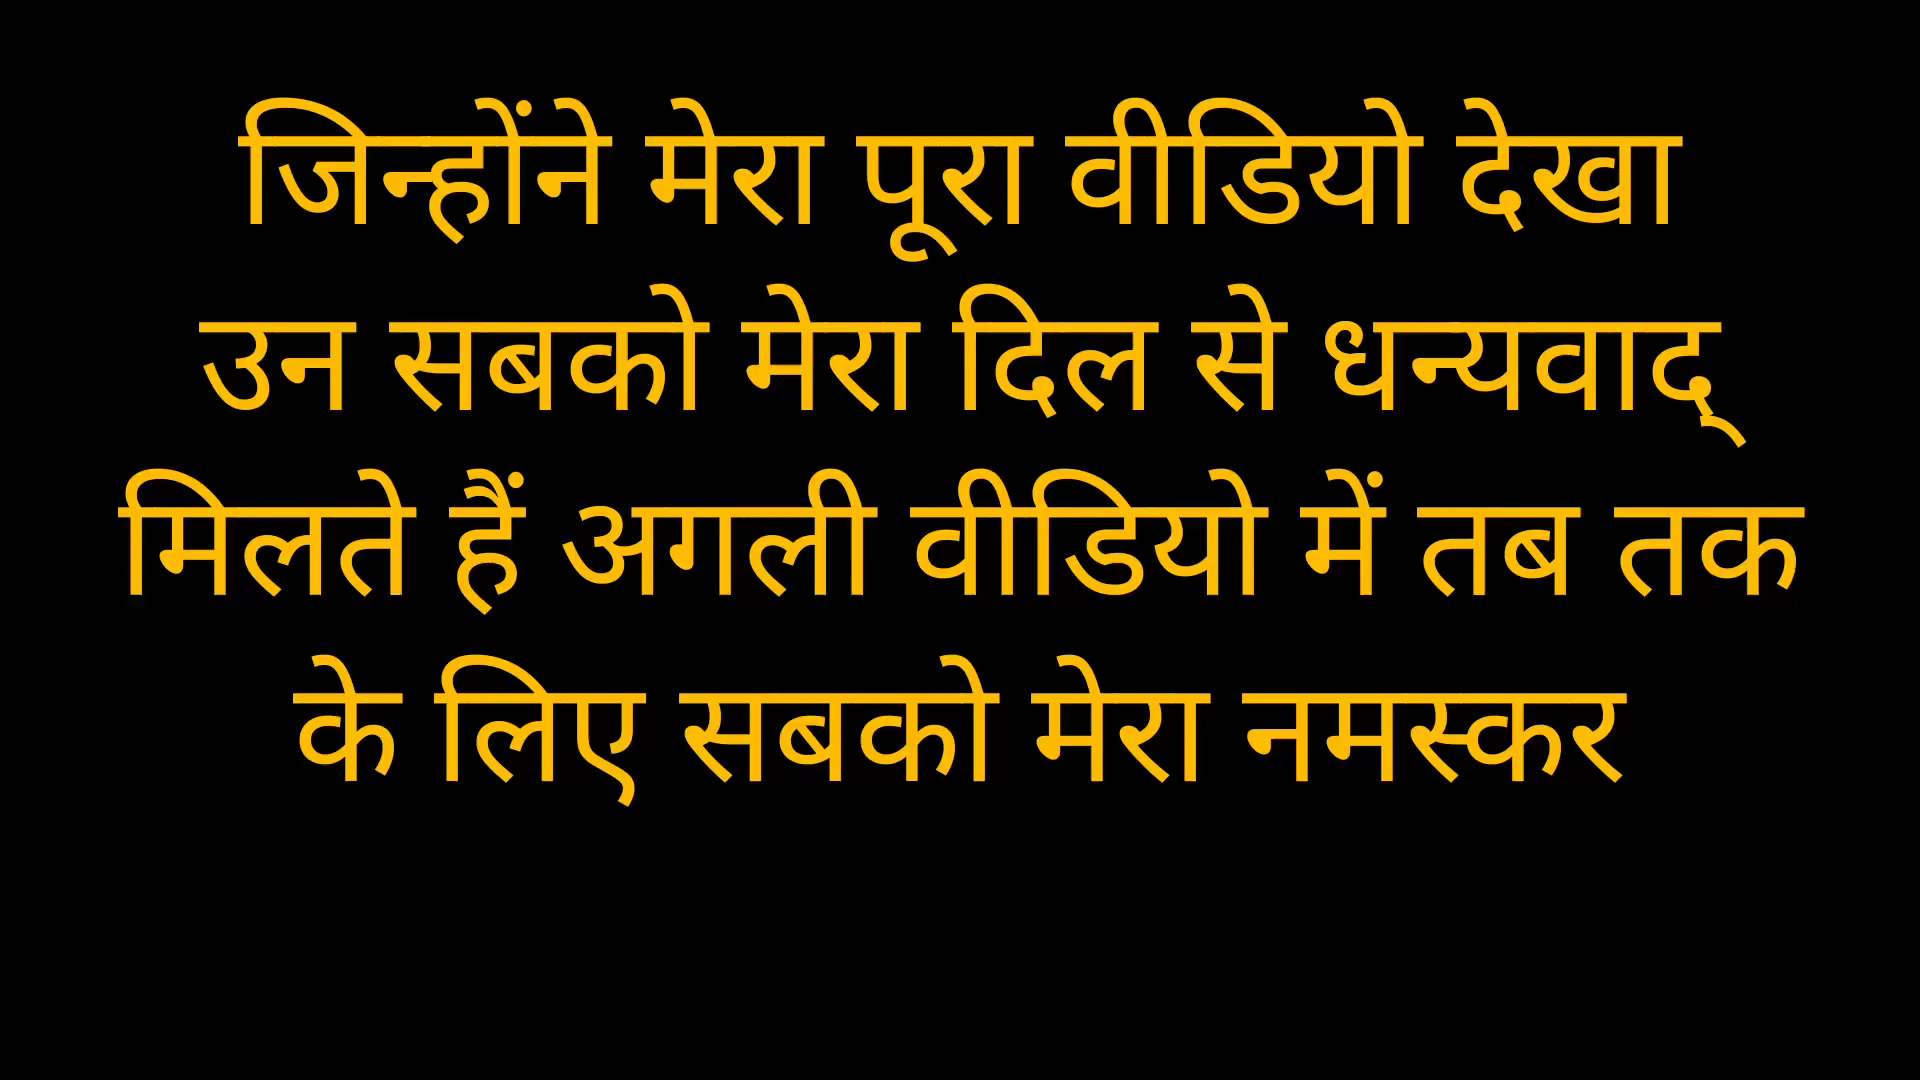 जिन्होंने मेरा पूरा वीडियो देखा
उन सबको मेरा दिल से धन्यवाद्
मिलते हैं अगली वीडियो में तब तक
के लिए सबको मेरा नमस्कर